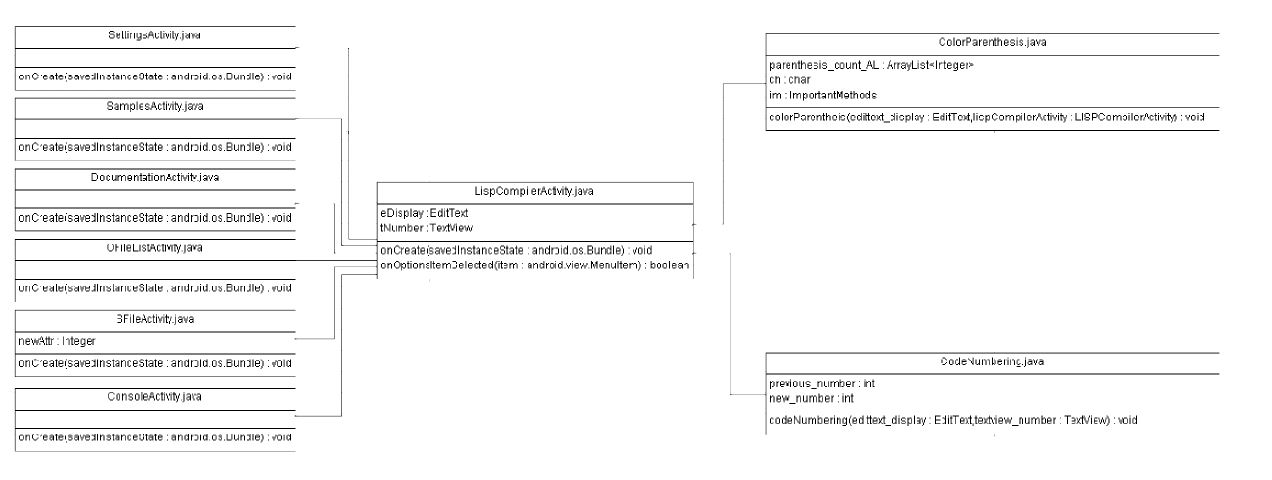 SettingsActivity.java
onCreate(savedInstanceState : android.os.Bundle) : void
SamplesActivity.java
onCreate(savedInstanceState : android.os.Bundle) : void
DocumentationActivity.java
onCreate(savedInstanceState : android.os.Bundle) : void
OFileListActivity.java
onCreate(savedInstanceState : android.os.Bundle) : void
SFileActivity.java
newAttr : Integer
onCreate(savedInstanceState : android.os.Bundle) : void
ConsoleActivity.java
onCreate(savedInstanceState : android.os.Bundle) : void
LispCompilerActivity.java
eDisplay : EditText
tNumber : TextView
onCreate(savedInstanceState : android.os.Bundle) : void
onOptionsItemSelected(item : android.view.MenuItem) : boolean
ColorParenthesis.java
parenthesis_count_AL : ArrayList<Integer>
ch : char
im : ImportantMethods
colorParentheis(edittext_display : EditText,lispCompilerActivity : LISPCompilerActivity) : void
CodeNumbering.java
previous_number : int
new_number : int
codeNumbering(edittext_display : EditText,textview_number : TextView) : void